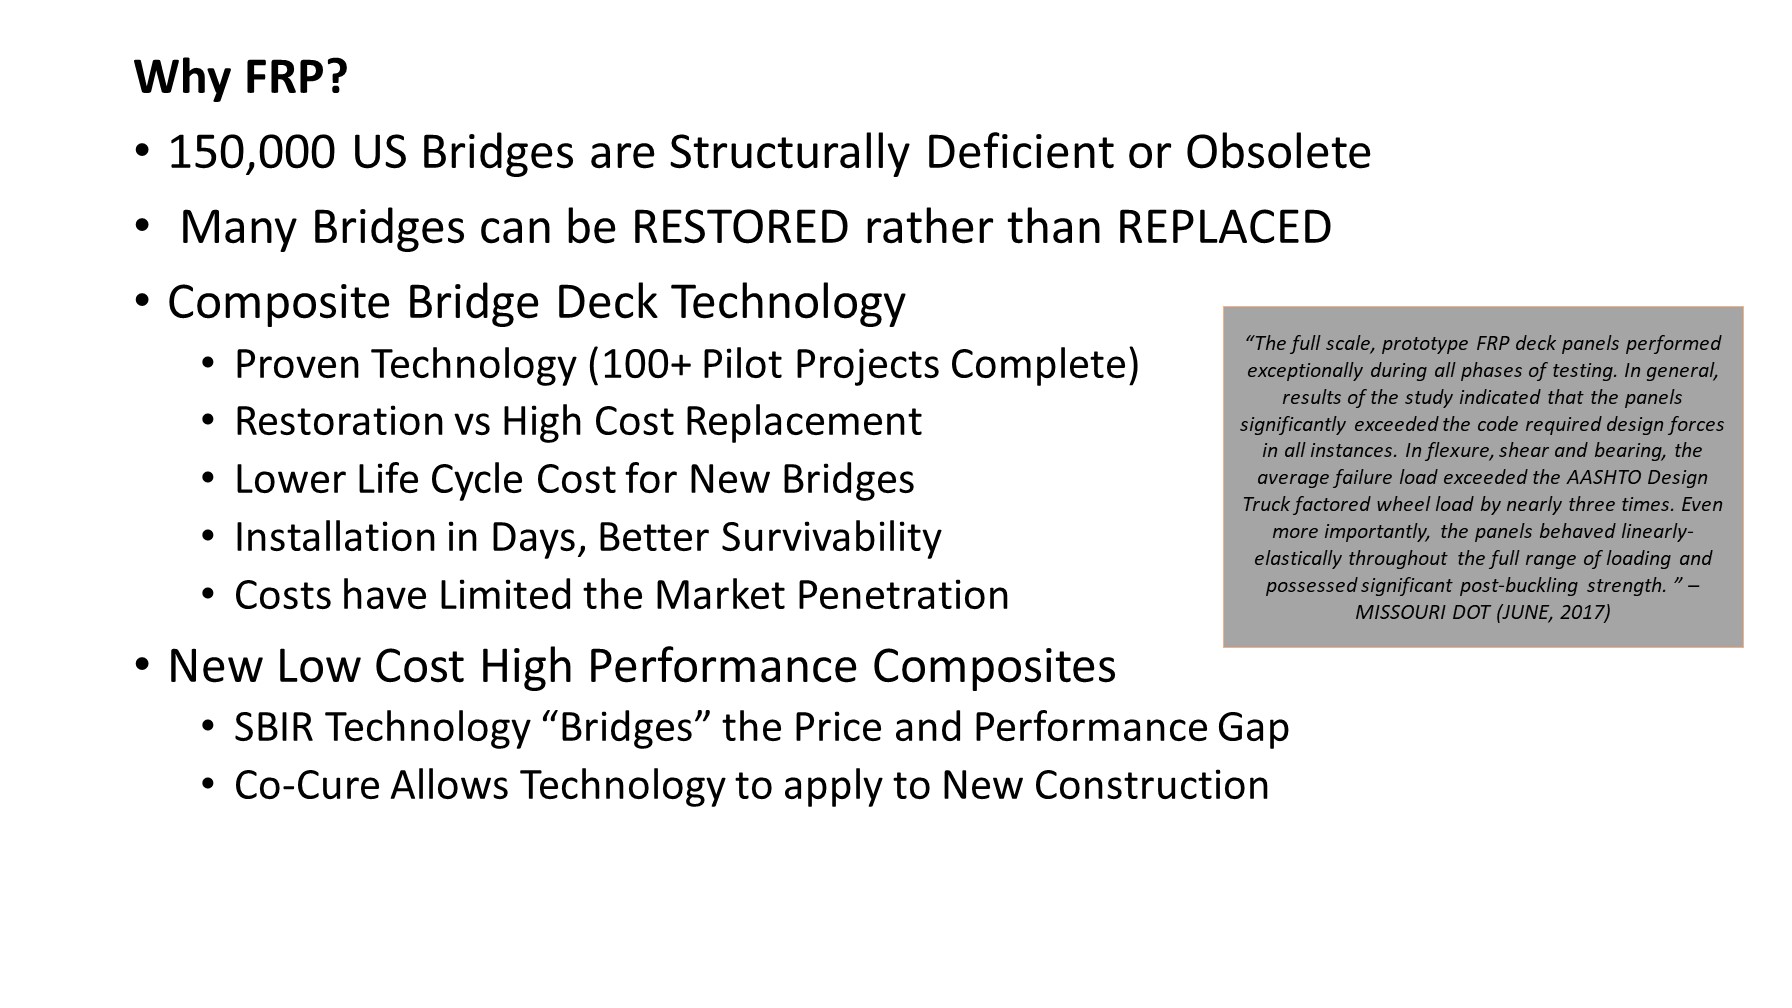 Why FRP?
• 150,000 US Bridges are Structurally Deficient or Obsolete
• Many Bridges can be RESTORED rather than REPLACED
• Composite Bridge Deck Technology
• Proven Technology (100+ Pilot Projects Complete)
• Restoration vs High Cost Replacement
• Lower Life Cycle Cost for New Bridges
• Installation in Days, Better Survivability
• Costs have Limited the Market Penetration
• New Low Cost High Performance Composites
• SBIR Technology “Bridges” the Price and Performance Gap
• Co-Cure Allows Technology to apply to New Construction
“The full scale, prototype FRP deck panels performed
exceptionally during all phases of testing. In general,
results of the study indicated that the panels
significantly exceeded the code required design forces
in all instances. In flexure, shear and bearing, the
average failure load exceeded the AASHTO Design
Truck factored wheel load by nearly three times. Even
more importantly, the panels behaved linearly-
elastically throughout the full range of loading and
possessed significant post-buckling strength. ” –
MISSOURI DOT (JUNE, 2017)